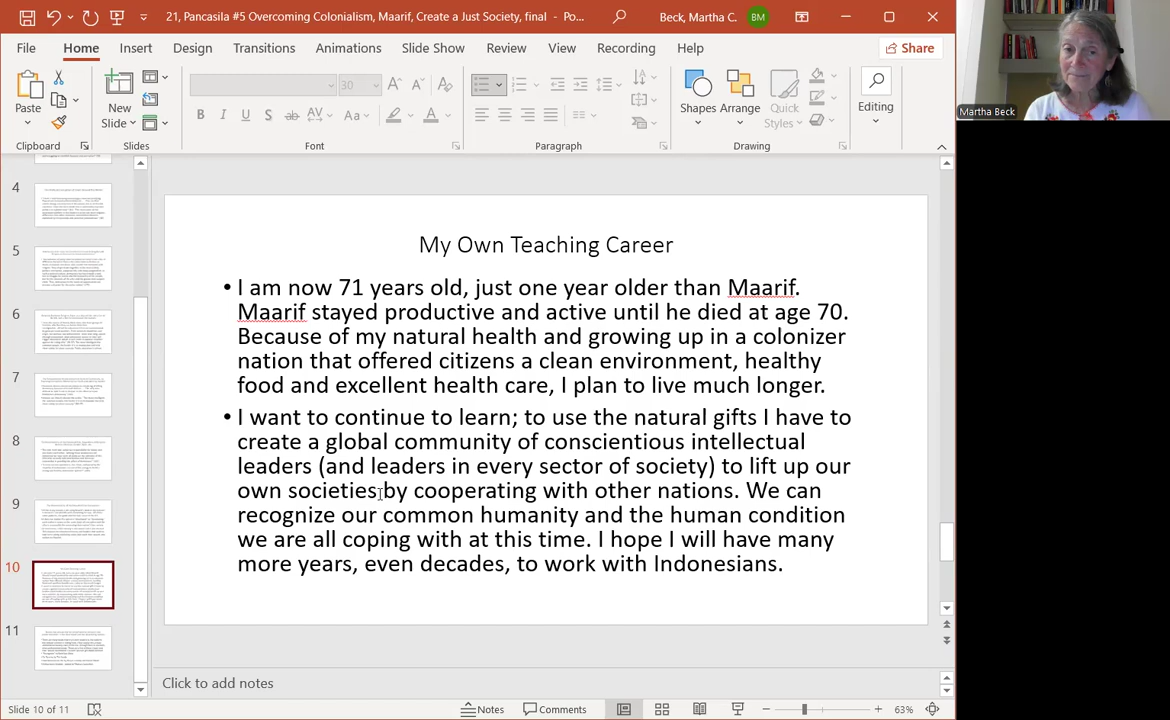 21, Pancasila #5 Overcoming Colonialism, Maarif, Create a Just Society, final - Po...
Beck, Martha C.
BM
File
Home
Insert
Design
Transitions
Animations
Slide Show
Review
View
Recording
Help
Share
Paste
New
Slide
30
Shapes
Arrange
Quick
Styles
Editing
Clipboard
Slides
Font
Paragraph
Drawing
Martha Beck
4
5
6
7
8
9
10
11
My Own Teaching Career
• I am now 71 years old, just one year older than Maarif.
Maarif stayed productive and active until he died at age 70.
Because of my natural health and growing up in a colonizer
nation that offered citizens a clean environment, healthy
food and excellent health care, I plan to live much longer.
• I want to continue to learn; to use the natural gifts I have to
create a global community of conscientious intellectual
leaders (and leaders in every sector of society) to lift up our
own societies by cooperating with other nations. We can
recognize our common humanity and the human condition
we are all coping with at this time. I hope I will have many
more years, even decades, to work with Indonesians.
Click to add notes
Slide 10 of 11
Notes
Comments
63%